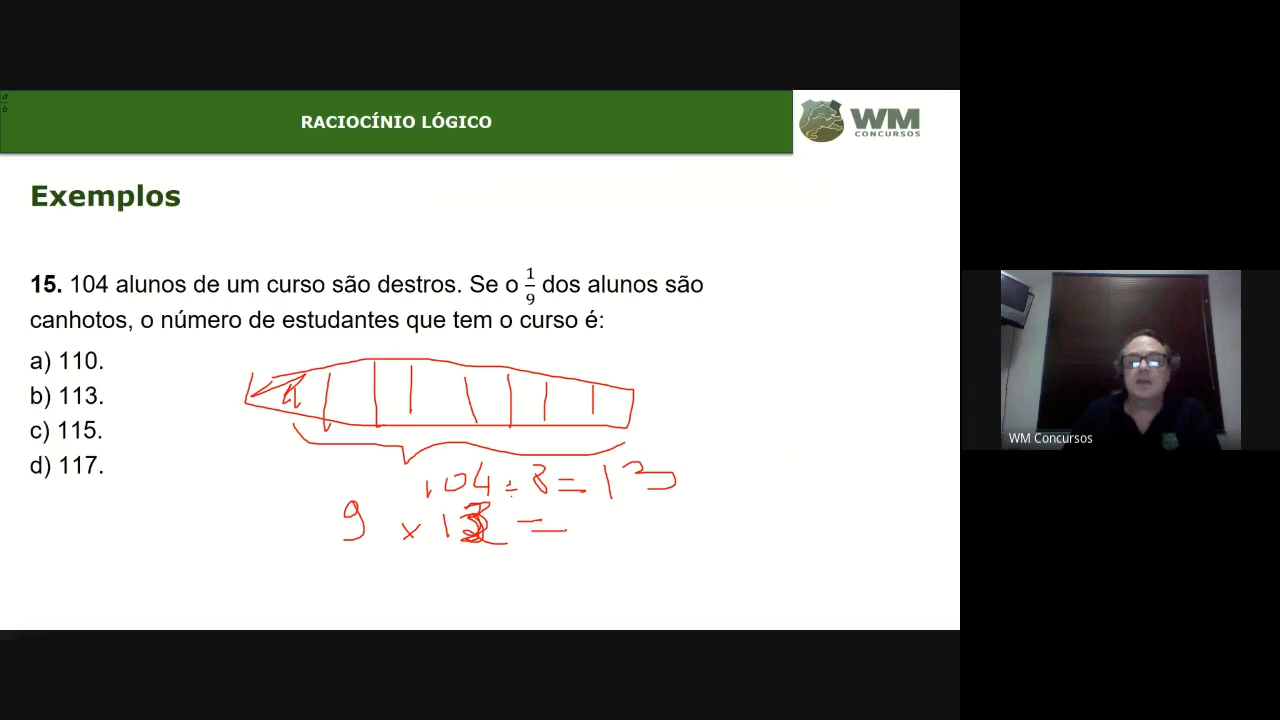 a
b
RACIOCÍNIO LÓGICO
WM
CONCURSOS
Exemplos
15. 104 alunos de um curso são destros. Se o 1/9 dos alunos são
canhotos, o número de estudantes que tem o curso é:
a) 110.
b) 113.
c) 115.
d) 117.
104 ÷ 8 = 13
9 x 13 =
WM Concursos